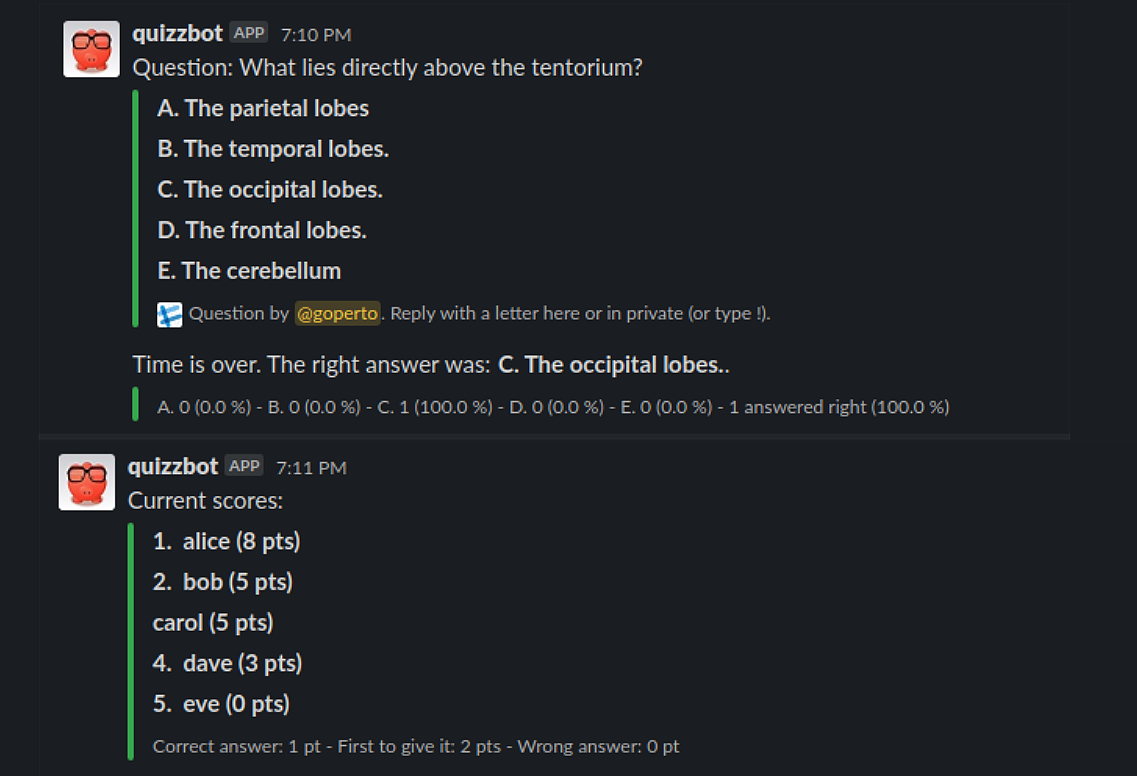 quizzbot APP 7:10 PM
Question: What lies directly above the tentorium?
A. The parietal lobes
B. The temporal lobes.
C. The occipital lobes.
D. The frontal lobes.
E. The cerebellum
Question by @goperto. Reply with a letter here or in private (or type !).
Time is over. The right answer was: C. The occipital lobes..
A. 0 (0.0 %) - B. 0 (0.0 %) - C. 1 (100.0 %) - D. 0 (0.0 %) - E. 0 (0.0 %) - 1 answered right (100.0 %)
quizzbot APP 7:11 PM
Current scores:
1. alice (8 pts)
2. bob (5 pts)
carol (5 pts)
4. dave (3 pts)
5. eve (0 pts)
Correct answer: 1 pt - First to give it: 2 pts - Wrong answer: 0 pt